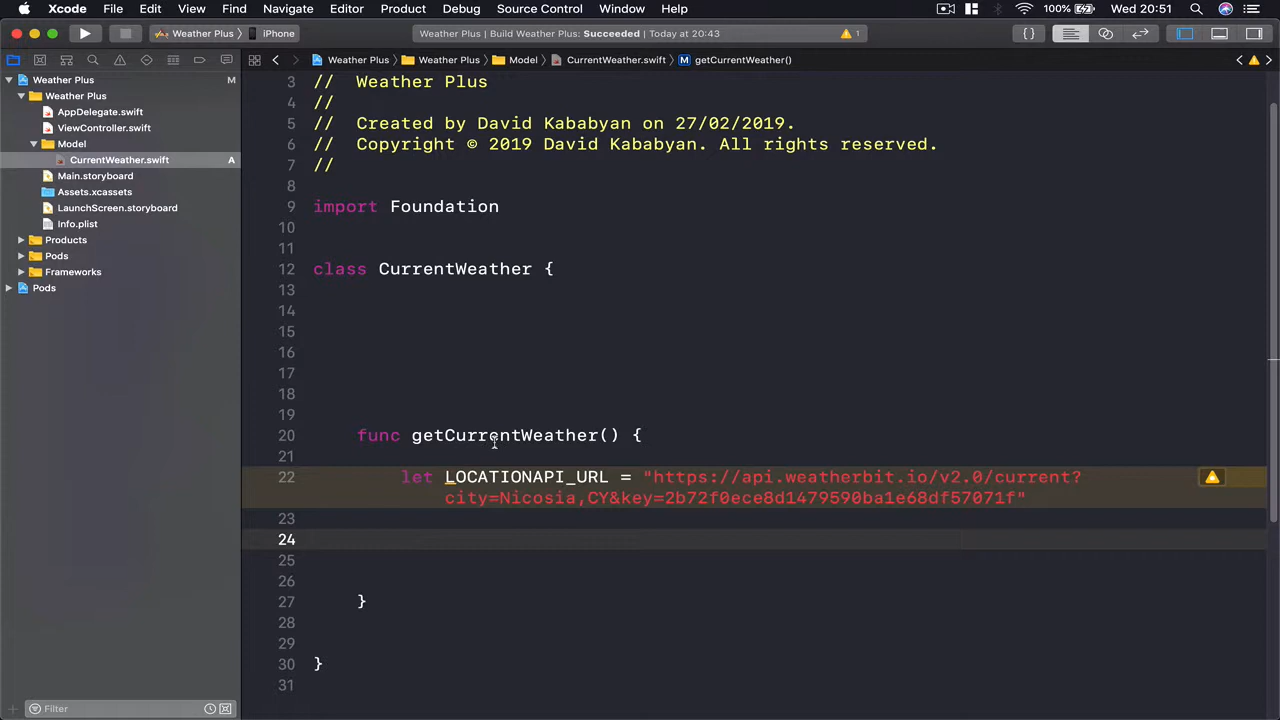 Xcode File Edit View Find Navigate Editor Product Debug Source Control Window Help 100% Wed 20:51
Weather Plus iPhone Weather Plus | Build Weather Plus: Succeeded | Today at 20:43 1
Weather Plus Weather Plus Model CurrentWeather.swift M getCurrentWeather()
Weather Plus M
Weather Plus
AppDelegate.swift
ViewController.swift
Model
CurrentWeather.swift A
Main.storyboard
Assets.xcassets
LaunchScreen.storyboard
Info.plist
Products
Pods
Frameworks
Pods
Filter
3 // Weather Plus
4 //
5 // Created by David Kababyan on 27/02/2019.
6 // Copyright © 2019 David Kababyan. All rights reserved.
7 //
8
9 import Foundation
10
11
12 class CurrentWeather {
13
14
15
16
17
18
19
20 func getCurrentWeather() {
21
22 let LOCATIONAPI_URL = "https://api.weatherbit.io/v2.0/current?
city=Nicosia,CY&key=2b72f0ece8d1479590ba1e68df57071f"
23
24
25
26
27 }
28
29
30 }
31